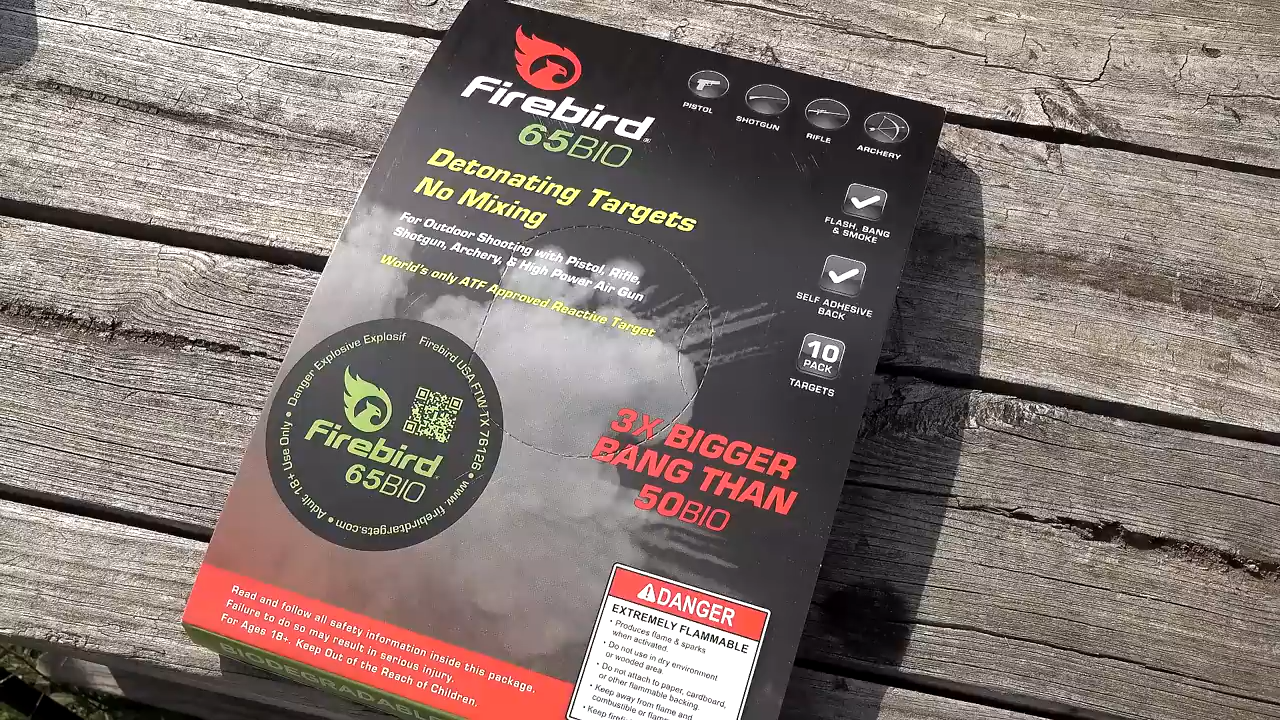 Firebird
65BIO
PISTOL
SHOTGUN
RIFLE
ARCHERY
Detonating Targets
No Mixing
For Outdoor Shooting with Pistol, Rifle,
Shotgun, Archery, & High Power Air Gun
World's only ATF Approved Reactive Target
FLASH, BANG
& SMOKE
SELF ADHESIVE
BACK
10
PACK
TARGETS
Adult 18+ Use Only • Danger Explosive Explosif
Firebird USA FTW TX 76126 • www.firebirdtargets.com •
Firebird
65BIO
3X BIGGER
BANG THAN
50BIO
Read and follow all safety information inside this package.
Failure to do so may result in serious injury.
For Ages 18+. Keep Out of the Reach of Children.
DANGER
EXTREMELY FLAMMABLE
• Produces flame & sparks
when activated.
• Do not use in dry environment
or wooded area.
• Do not attach to paper, cardboard,
or other flammable backing.
• Keep away from flame and
combustible or
• Keep
BIODEGRADABLE